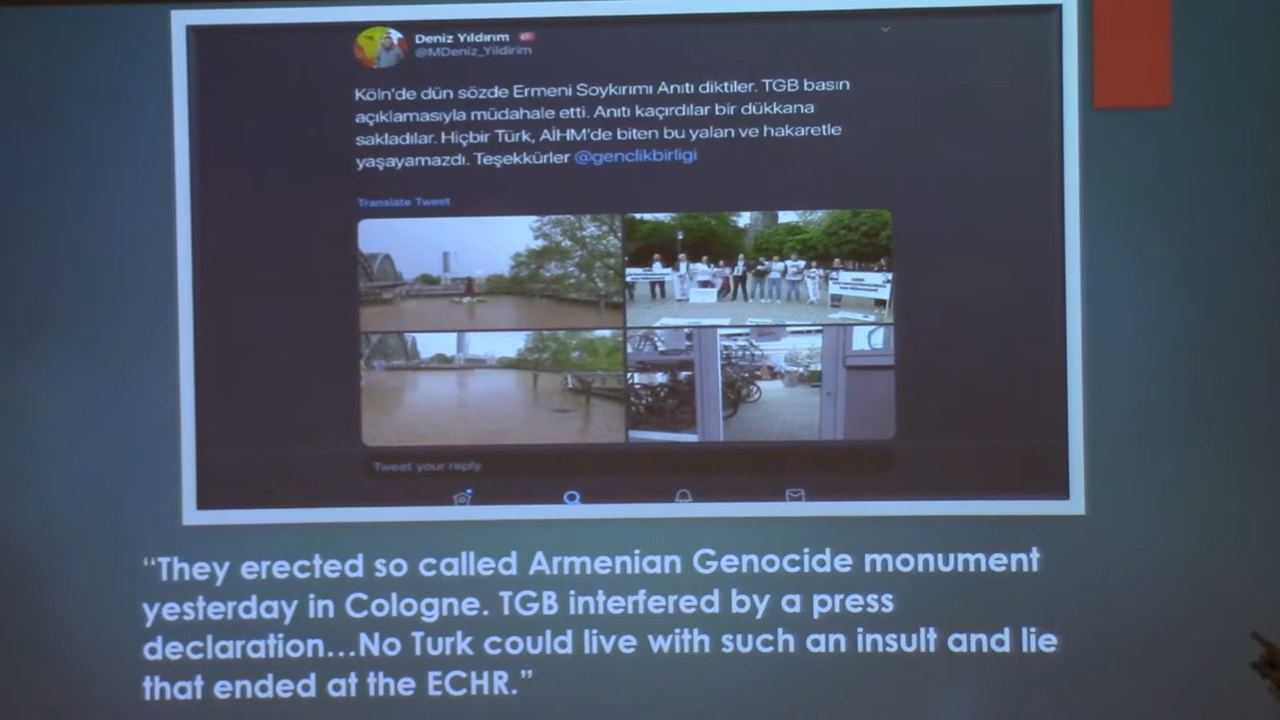 Deniz Yıldırım
@MDeniz_Yildirim
Köln'de dün sözde Ermeni Soykırımı Anıtı diktiler. TGB basın
açıklamasıyla müdahale etti. Anıtı kaçırdılar bir dükkana
sakladılar. Hiçbir Türk, AİHM'de biten bu yalan ve hakaretle
yaşayamazdı. Teşekkürler @genclikbirligi
Translate Tweet
Tweet your reply
“They erected so called Armenian Genocide monument
yesterday in Cologne. TGB interfered by a press
declaration...No Turk could live with such an insult and lie
that ended at the ECHR.”